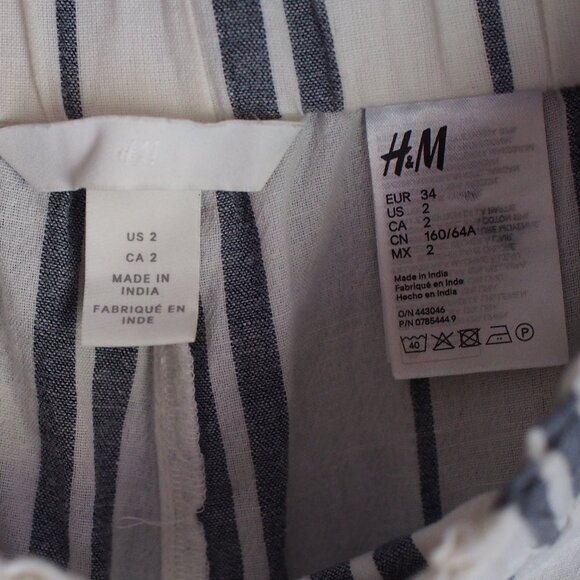 H&M
US 2
CA 2
MADE IN
INDIA
FABRIQUÉ EN
INDE
H&M
EUR 34
US 2
CA 2
CN 160/64A
MX 2
Made in India
Fabriqué en Inde
Hecho en India
O/N 443046
P/N 0785444 9
40
P